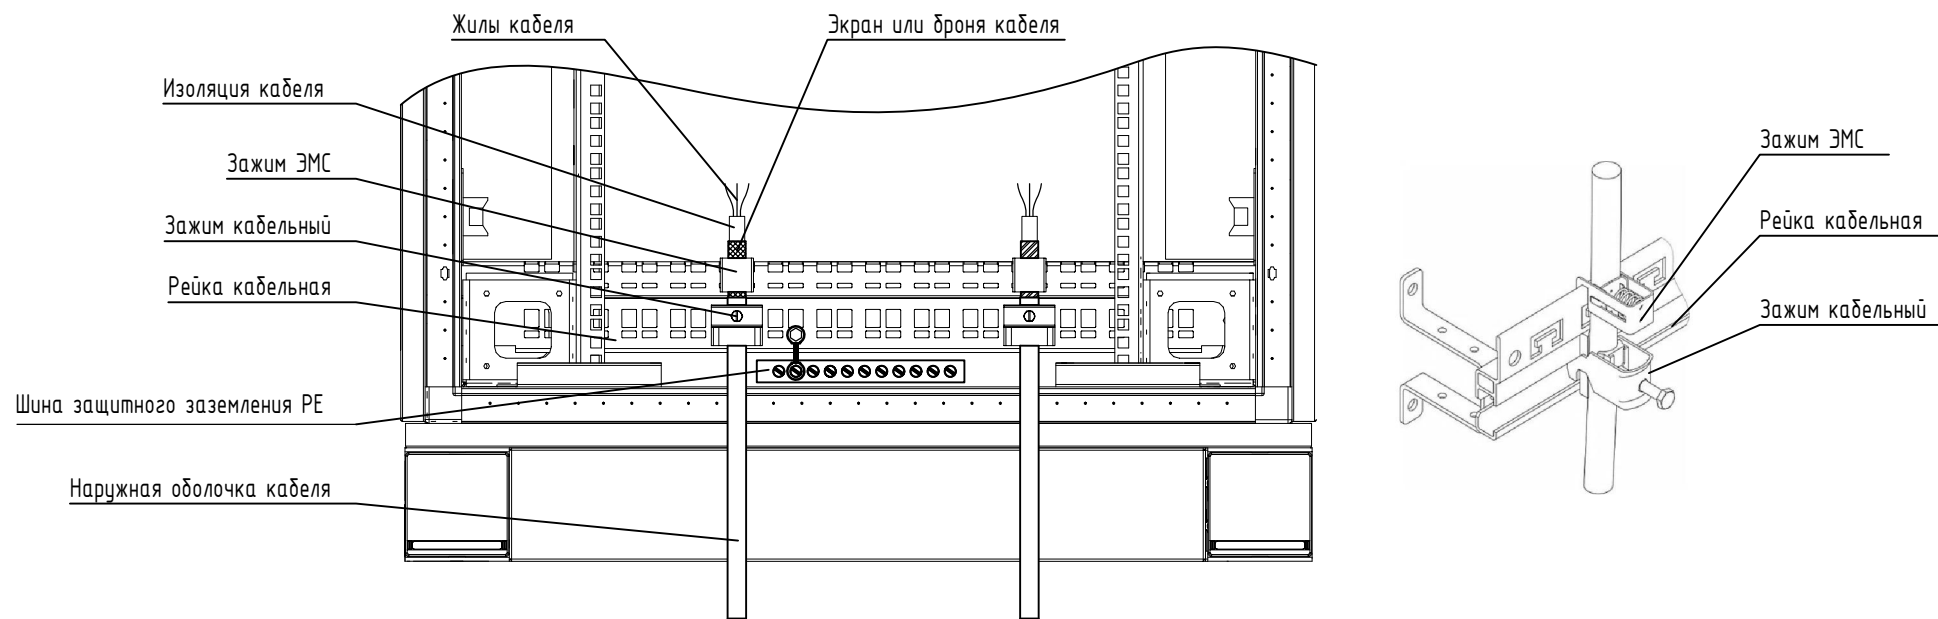 Жилы кабеля
Экран или броня кабеля
Изоляция кабеля
Зажим ЭМС
Зажим кабельный
Рейка кабельная
Шина защитного заземления PE
Наружная оболочка кабеля
Зажим ЭМС
Рейка кабельная
Зажим кабельный